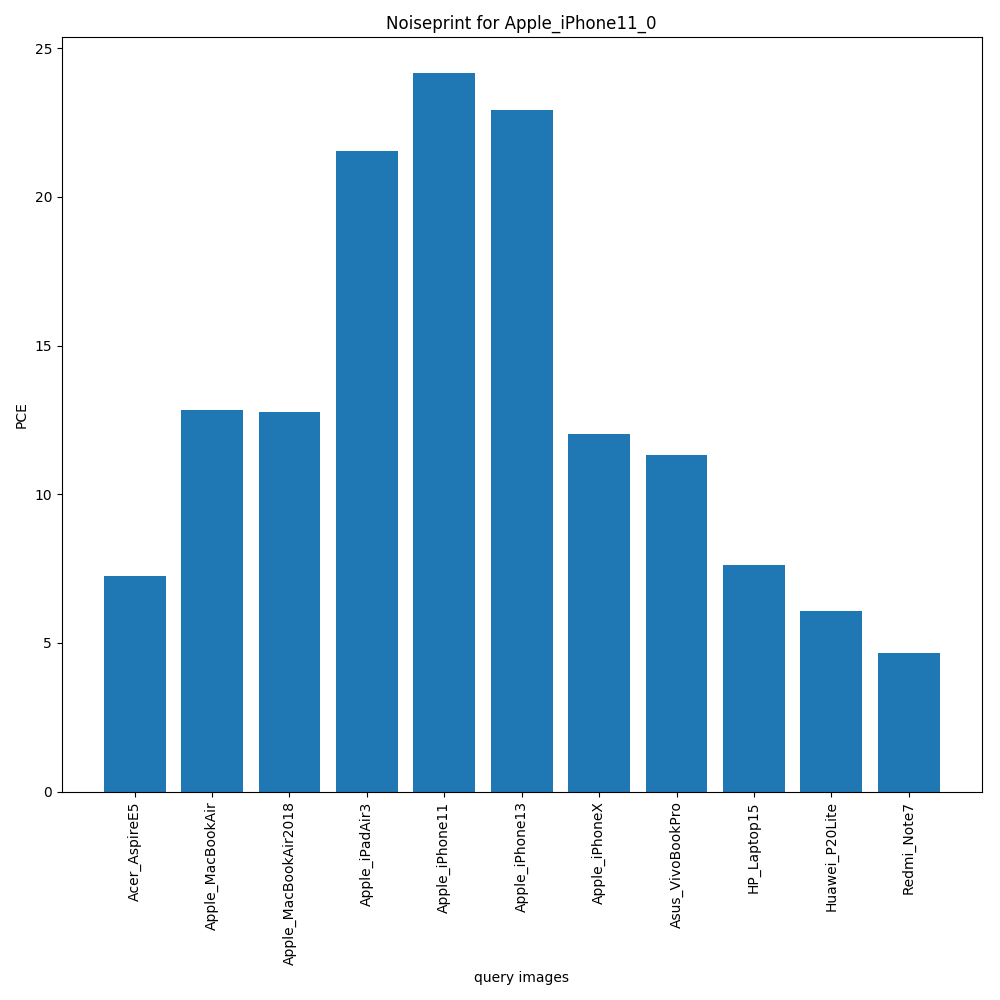 Noiseprint for Apple_iPhone11_0
PCE
25
20
15
10
5
0
Acer_AspireE5
Apple_MacBookAir
Apple_MacBookAir2018
Apple_iPadAir3
Apple_iPhone11
Apple_iPhone13
Apple_iPhoneX
Asus_VivoBookPro
HP_Laptop15
Huawei_P20Lite
Redmi_Note7
query images